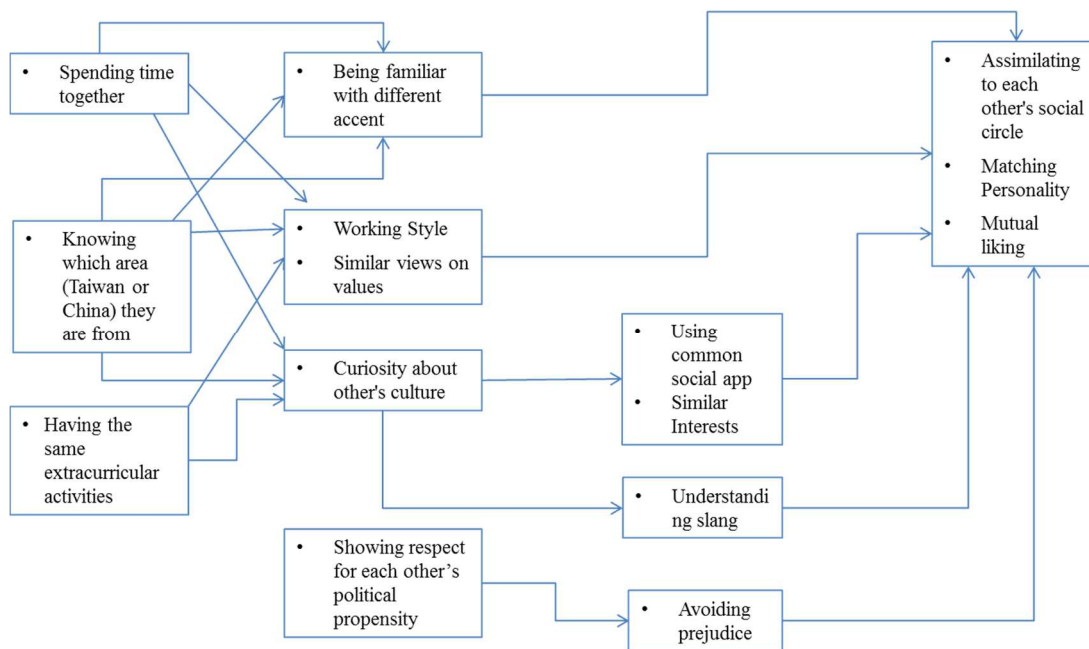 • Spending time
together
• Knowing
which area
(Taiwan or
China) they
are from
• Having the
same
extracurricular
activities
• Being familiar
with different
accent
• Working Style
• Similar views on
values
• Curiosity about
other's culture
• Showing respect
for each other’s
political
propensity
• Using
common
social app
• Similar
Interests
• Understandi
ng slang
• Avoiding
prejudice
• Assimilating
to each
other's social
circle
• Matching
Personality
• Mutual
liking